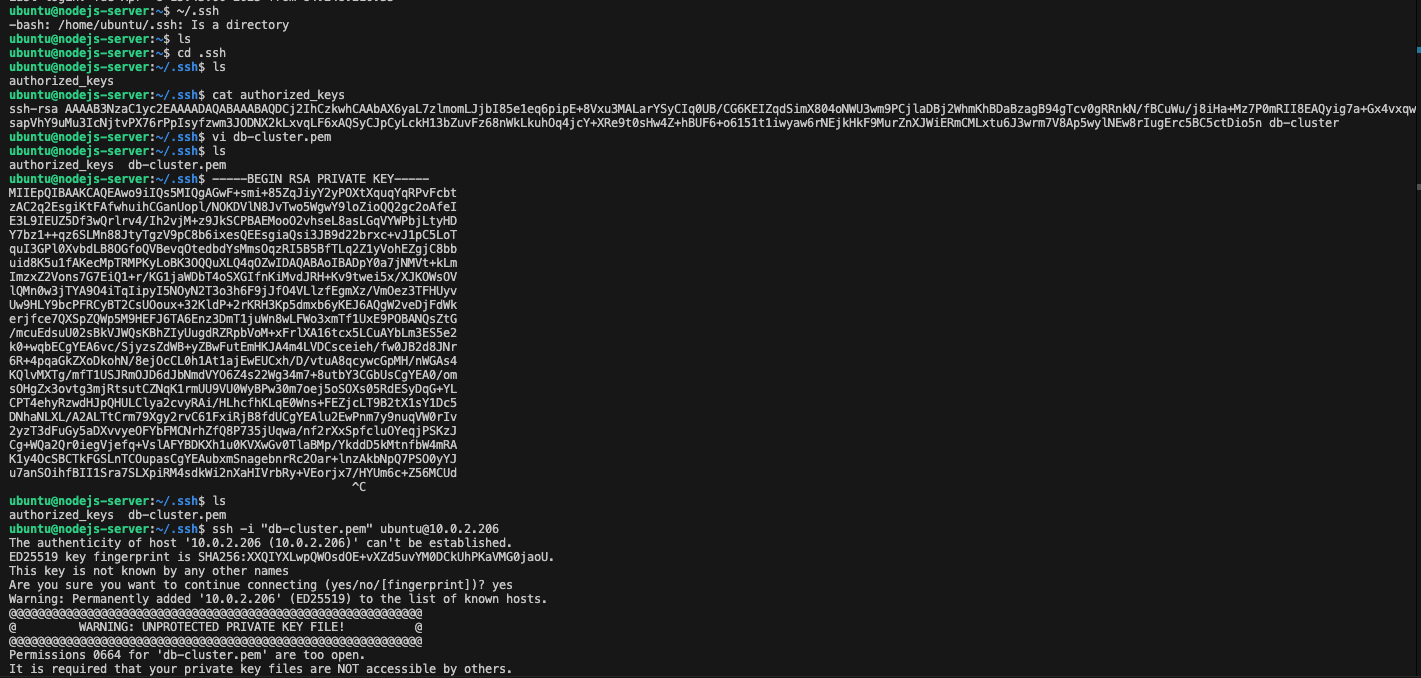 ubuntu@nodejs-server:~$ ~/.ssh
-bash: /home/ubuntu/.ssh: Is a directory
ubuntu@nodejs-server:~$ ls
ubuntu@nodejs-server:~$ cd .ssh
ubuntu@nodejs-server:~/.ssh$ ls
authorized_keys
ubuntu@nodejs-server:~/.ssh$ cat authorized_keys
ssh-rsa AAAAB3NzaC1yc2EAAAADAQABAAABAQDCj2IhCzkwhCAAbAX6yaL7zlmomLJjbI85e1eq6pipE+8Vxu3MALarYSyCIq0UB/CG6KEIZqdSimX804oNWU3wm9PCjlaDBj2WhmKhBDaBzagB94gTcv0gRRnkN/fBCuWu/j8iHa+Mz7P0mRII8EAQyig7a+Gx4vxqw
sapVhY9uMu3IcNjtvPX76rPpIsyfzwm3JODNX2kLxvqLF6xAQSyCJpCyLckH13bZuvFz68nWkLkuhOq4jcY+XRe9t0sHw4Z+hBUF6+o6151t1iwyaw6rNEjkHkF9MurZnXJWiERmCMLxtu6J3wrm7V8Ap5wylNEw8rIugErc5BC5ctDio5n db-cluster
ubuntu@nodejs-server:~/.ssh$ vi db-cluster.pem
ubuntu@nodejs-server:~/.ssh$ ls
authorized_keys  db-cluster.pem
ubuntu@nodejs-server:~/.ssh$ -----BEGIN RSA PRIVATE KEY-----
MIIEpQIBAAKCAQEAwo9iIQs5MIQgAGwF+smi+85ZqJiyY2yPOXtXquqYqRPvFcbt
zAC2q2EsgiKtFAfwhuihCGanUopl/NOKDVlN8JvTwo5WgwY9loZioQQ2gc2oAfeI
E3L9IEUZ5Df3wQrlrv4/Ih2vjM+z9JkSCPBAEMooO2vhseL8asLGqVYWPbjLtyHD
Y7bz1++qz6SLMn88JtyTgzV9pC8b6ixesQEEsgiaQsi3JB9d22brxc+vJ1pC5LoT
quI3GPl0XvbdLB8OGfoQVBevqOtedbdYsMmsOqzRI5B5BfTLq2Z1yVohEZgjC8bb
uid8K5u1fAKecMpTRMPKyLoBK3OQQuXLQ4qOZwIDAQABAoIBADpY0a7jNMVt+kLm
ImzxZ2Vons7G7EiQ1+r/KG1jaWDbT4oSXGIfnKiMvdJRH+Kv9twei5x/XJKOWsOV
lQMn0w3jTYA9O4iTqIipyI5NOyN2T3o3h6F9jJfO4VLlzfEgmXz/VmOez3TFHUyv
Uw9HLY9bcPFRCyBT2CsUOoux+32KldP+2rKRH3Kp5dmxb6yKEJ6AQgW2veDjFdWk
erjfce7QXSpZQWp5M9HEFJ6TA6Enz3DmT1juWn8wLFWo3xmTf1UxE9POBANQsZtG
/mcuEdsuU02sBkVJWQsKBhZIyUugdRZRpbVoM+xFrlXA16tcx5LCuAYbLm3ES5e2
k0+wqbECgYEA6vc/SjyzsZdWB+yZBwFutEmHKJA4m4LVDCsceieh/fw0JB2d8JNr
6R+4pqaGkZXoDkohN/8ejOcCL0h1At1ajEwEUCxh/D/vtuA8qcywcGpMH/nWGAs4
KQlvMXTg/mfT1USJRmOJD6dJbNmdVYO6Z4s22Wg34m7+8utbY3CGbUsCgYEA0/om
sOHgZx3ovtg3mjRtsutCZNqK1rmUU9VU0WyBPw30m7oej5oSOXs05RdESyDqG+YL
CPT4ehyRzwdHJpQHULClya2cvyRAi/HLhcfhKLqE0Wns+FEZjcLT9B2tX1sY1Dc5
DNhaNLXL/A2ALTtCrm79Xgy2rvC61FxiRjB8fdUCgYEAlu2EwPnm7y9nuqVW0rIv
2yzT3dFuGy5aDXvvyeOFYbFMCNrhZfQ8P735jUqwa/nf2rXxSpfcluOYeqjPSKzJ
Cg+WQa2Qr0iegVjefq+VslAFYBDKXh1u0KVXwGv0TlaBMp/YkddD5kMtnfbW4mRA
K1y4OcSBCTkFGSLnTCOupasCgYEAubxmSnagebnrRc2Oar+lnzAkbNpQ7PSO0yYJ
u7anSOihfBII1Sra7SLXpiRM4sdkWi2nXaHIVrbRy+VEorjx7/HYUm6c+Z56MCUd
^C
ubuntu@nodejs-server:~/.ssh$ ls
authorized_keys  db-cluster.pem
ubuntu@nodejs-server:~/.ssh$ ssh -i "db-cluster.pem" ubuntu@10.0.2.206
The authenticity of host '10.0.2.206 (10.0.2.206)' can't be established.
ED25519 key fingerprint is SHA256:XXQIYXLwpQWOsdOE+vXZd5uvYM0DCkUhPKaVMG0jaoU.
This key is not known by any other names
Are you sure you want to continue connecting (yes/no/[fingerprint])? yes
Warning: Permanently added '10.0.2.206' (ED25519) to the list of known hosts.
@@@@@@@@@@@@@@@@@@@@@@@@@@@@@@@@@@@@@@@@@@@@@@@@@@@@@@@@@@@
@         WARNING: UNPROTECTED PRIVATE KEY FILE!          @
@@@@@@@@@@@@@@@@@@@@@@@@@@@@@@@@@@@@@@@@@@@@@@@@@@@@@@@@@@@
Permissions 0664 for 'db-cluster.pem' are too open.
It is required that your private key files are NOT accessible by others.